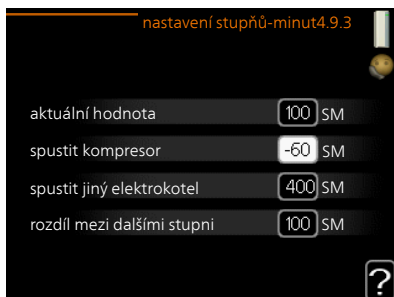 nastavení stupňů-minut4.9.3
aktuální hodnota 100 SM
spustit kompresor -60 SM
spustit jiný elektrokotel 400 SM
rozdíl mezi dalšími stupni 100 SM
?